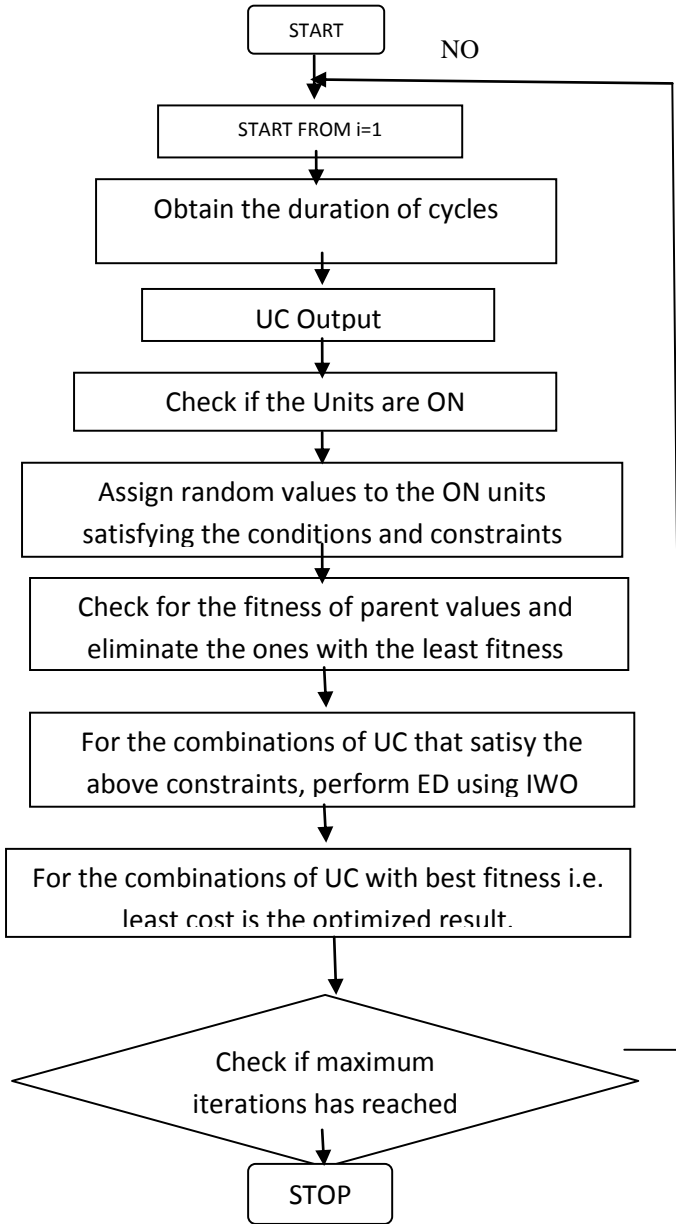 START
NO
START FROM i=1
Obtain the duration of cycles
UC Output
Check if the Units are ON
Assign random values to the ON units
satisfying the conditions and constraints
Check for the fitness of parent values and
eliminate the ones with the least fitness
For the combinations of UC that satisy the
above constraints, perform ED using IWO
For the combinations of UC with best fitness i.e.
least cost is the optimized result.
Check if maximum
iterations has reached
STOP